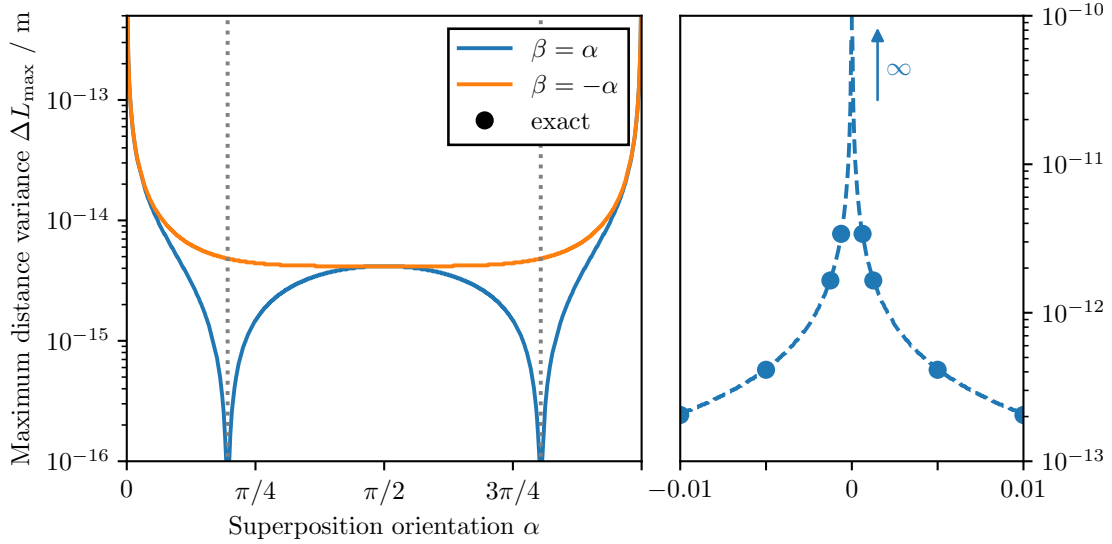 Maximum distance variance ΔL_max / m
10⁻¹³
10⁻¹⁴
10⁻¹⁵
10⁻¹⁶
β = α
β = −α
exact
0
π/4
π/2
3π/4
Superposition orientation α
∞
10⁻¹⁰
10⁻¹¹
10⁻¹²
10⁻¹³
−0.01
0
0.01